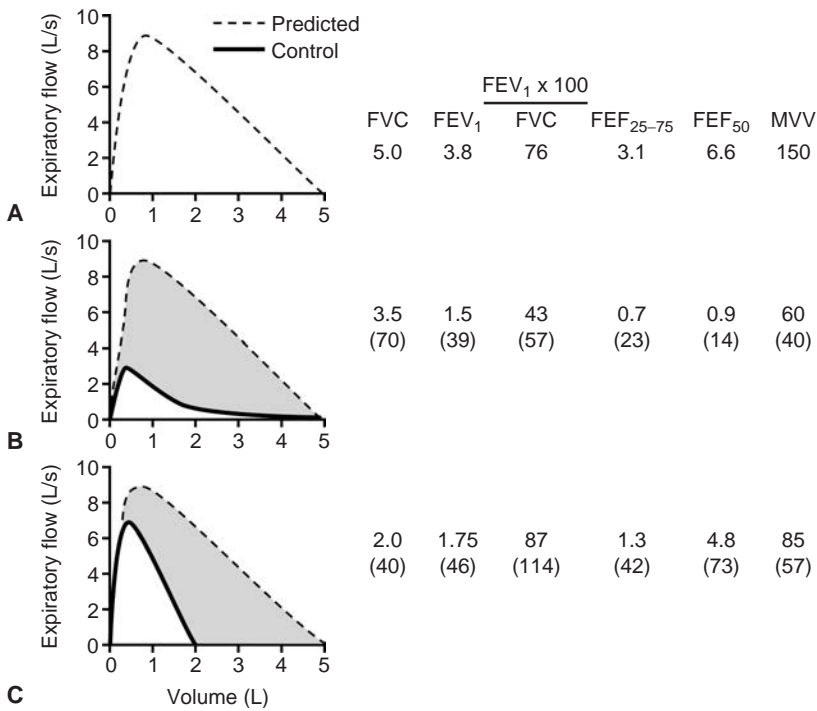 Expiratory flow (L/s)
10
8
6
4
2
0
0 1 2 3 4 5
Predicted
Control
A
FEV1 x 100
FVC FEV1 FVC FEF25–75 FEF50 MVV
5.0 3.8 76 3.1 6.6 150
Expiratory flow (L/s)
10
8
6
4
2
0
0 1 2 3 4 5
B
3.5 1.5 43 0.7 0.9 60
(70) (39) (57) (23) (14) (40)
Expiratory flow (L/s)
10
8
6
4
2
0
0 1 2 3 4 5
C
Volume (L)
2.0 1.75 87 1.3 4.8 85
(40) (46) (114) (42) (73) (57)